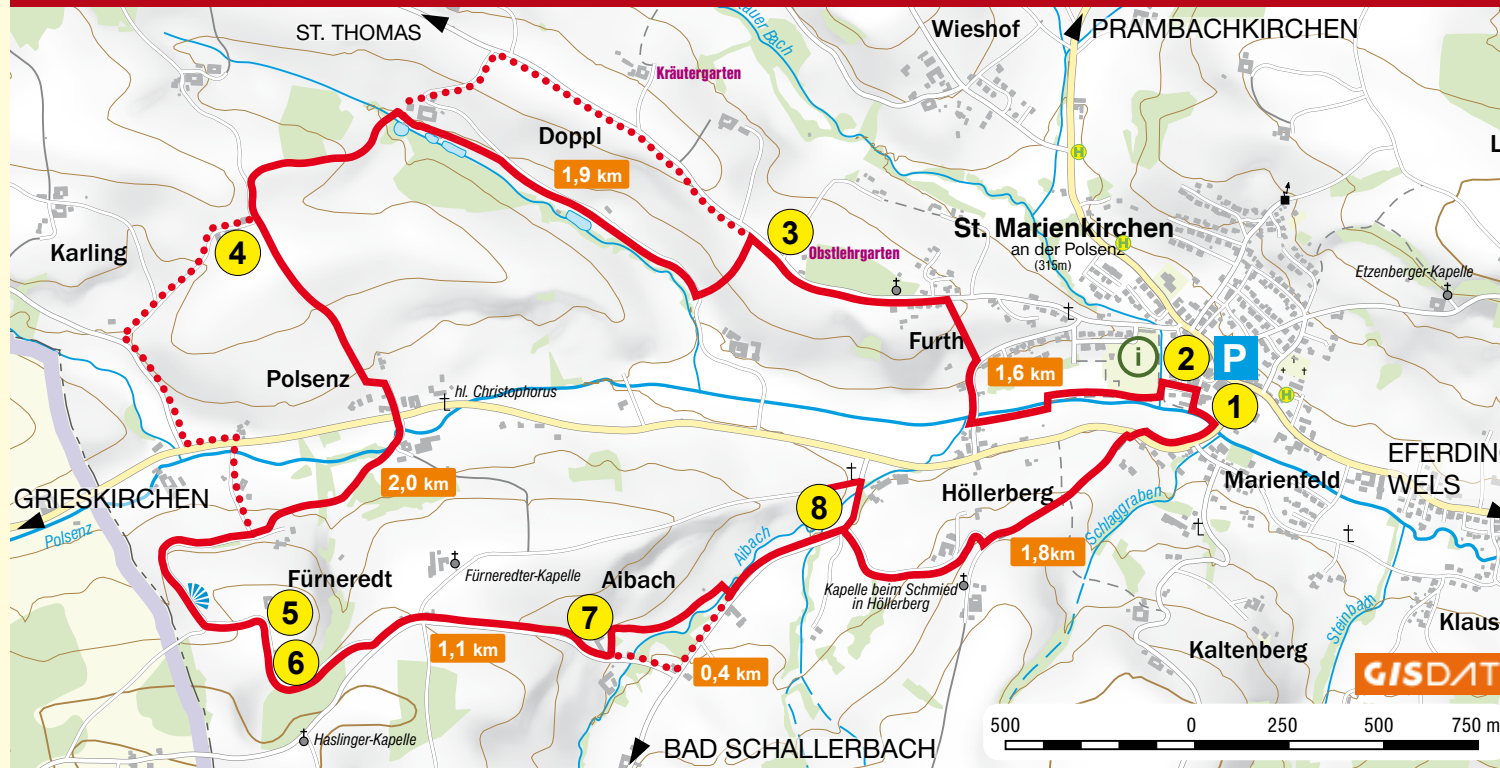 ST. THOMAS
Wieshof
PRAMBACHKIRCHEN
Kräutergarten
Doppl
H
1,9 km
3
Obstlehrgarten
St. Marienkirchen
an der Polsenz
(315m)
H
Karling
4
Etzenberger-Kapelle
Furth
i
2
P
1,6 km
Polsenz
hl. Christophorus
1
H
EFERDING
WELS
GRIESKIRCHEN
2,0 km
Polsenz
8
Höllerberg
Marienfeld
Schlaggraben
Aibach
1,8km
Fürneredt
Fürneredter-Kapelle
Aibach
Kapelle beim Schmied
in Höllerberg
5
7
Steinbach
Klaus-
6
1,1 km
0,4 km
Kaltenberg
GISDAT
Haslinger-Kapelle
BAD SCHALLERBACH
500 0 250 500 750 m